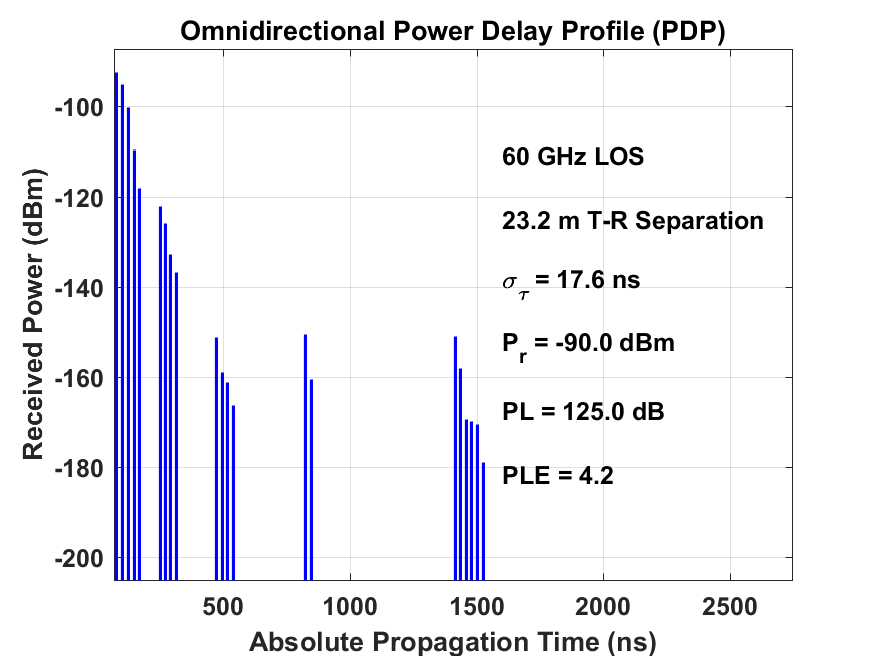 Omnidirectional Power Delay Profile (PDP)
Received Power (dBm)
-100
-120
-140
-160
-180
-200
60 GHz LOS
23.2 m T-R Separation
σ_τ = 17.6 ns
P_r = -90.0 dBm
PL = 125.0 dB
PLE = 4.2
500 1000 1500 2000 2500
Absolute Propagation Time (ns)